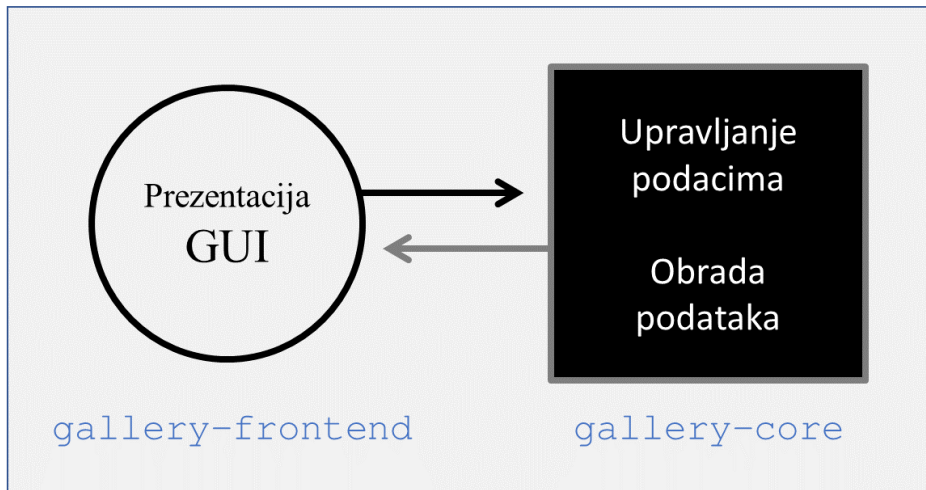 Prezentacija
GUI
Upravljanje
podacima
Obrada
podataka
gallery-frontend
gallery-core